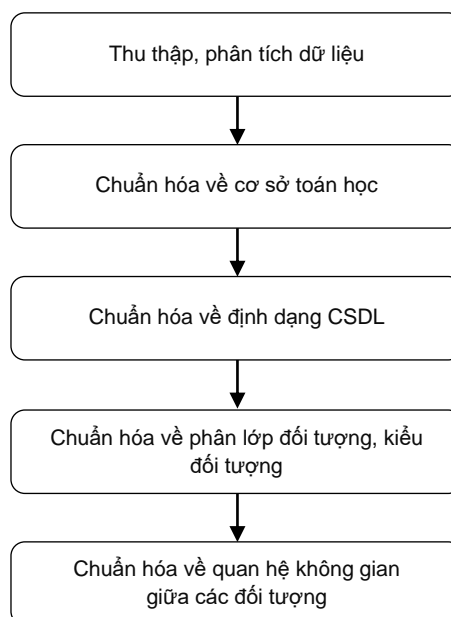 Thu thập, phân tích dữ liệu
Chuẩn hóa về cơ sở toán học
Chuẩn hóa về định dạng CSDL
Chuẩn hóa về phân lớp đối tượng, kiểu
đối tượng
Chuẩn hóa về quan hệ không gian
giữa các đối tượng